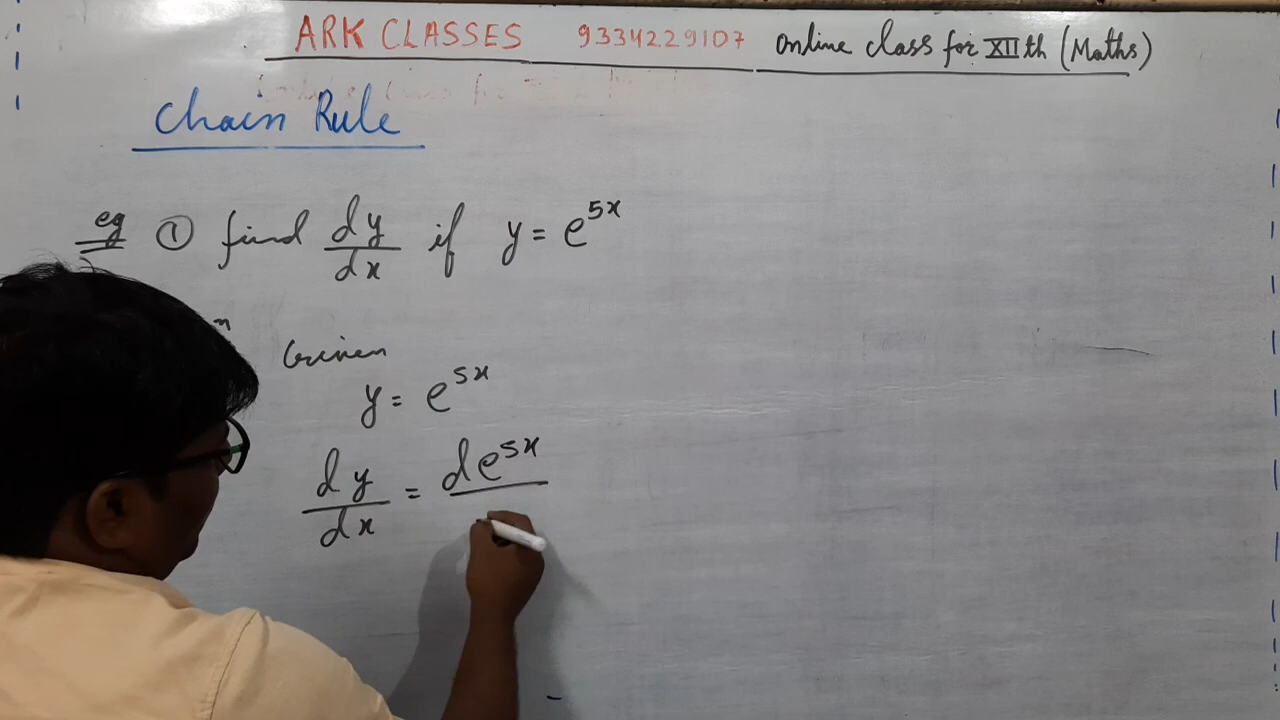 ARK CLASSES 9334229107 Online class for XIIth (Maths)
Chain Rule
eg ① find dy/dx if y = e^5x
n
Given
y = e^5x
dy/dx = de^5x